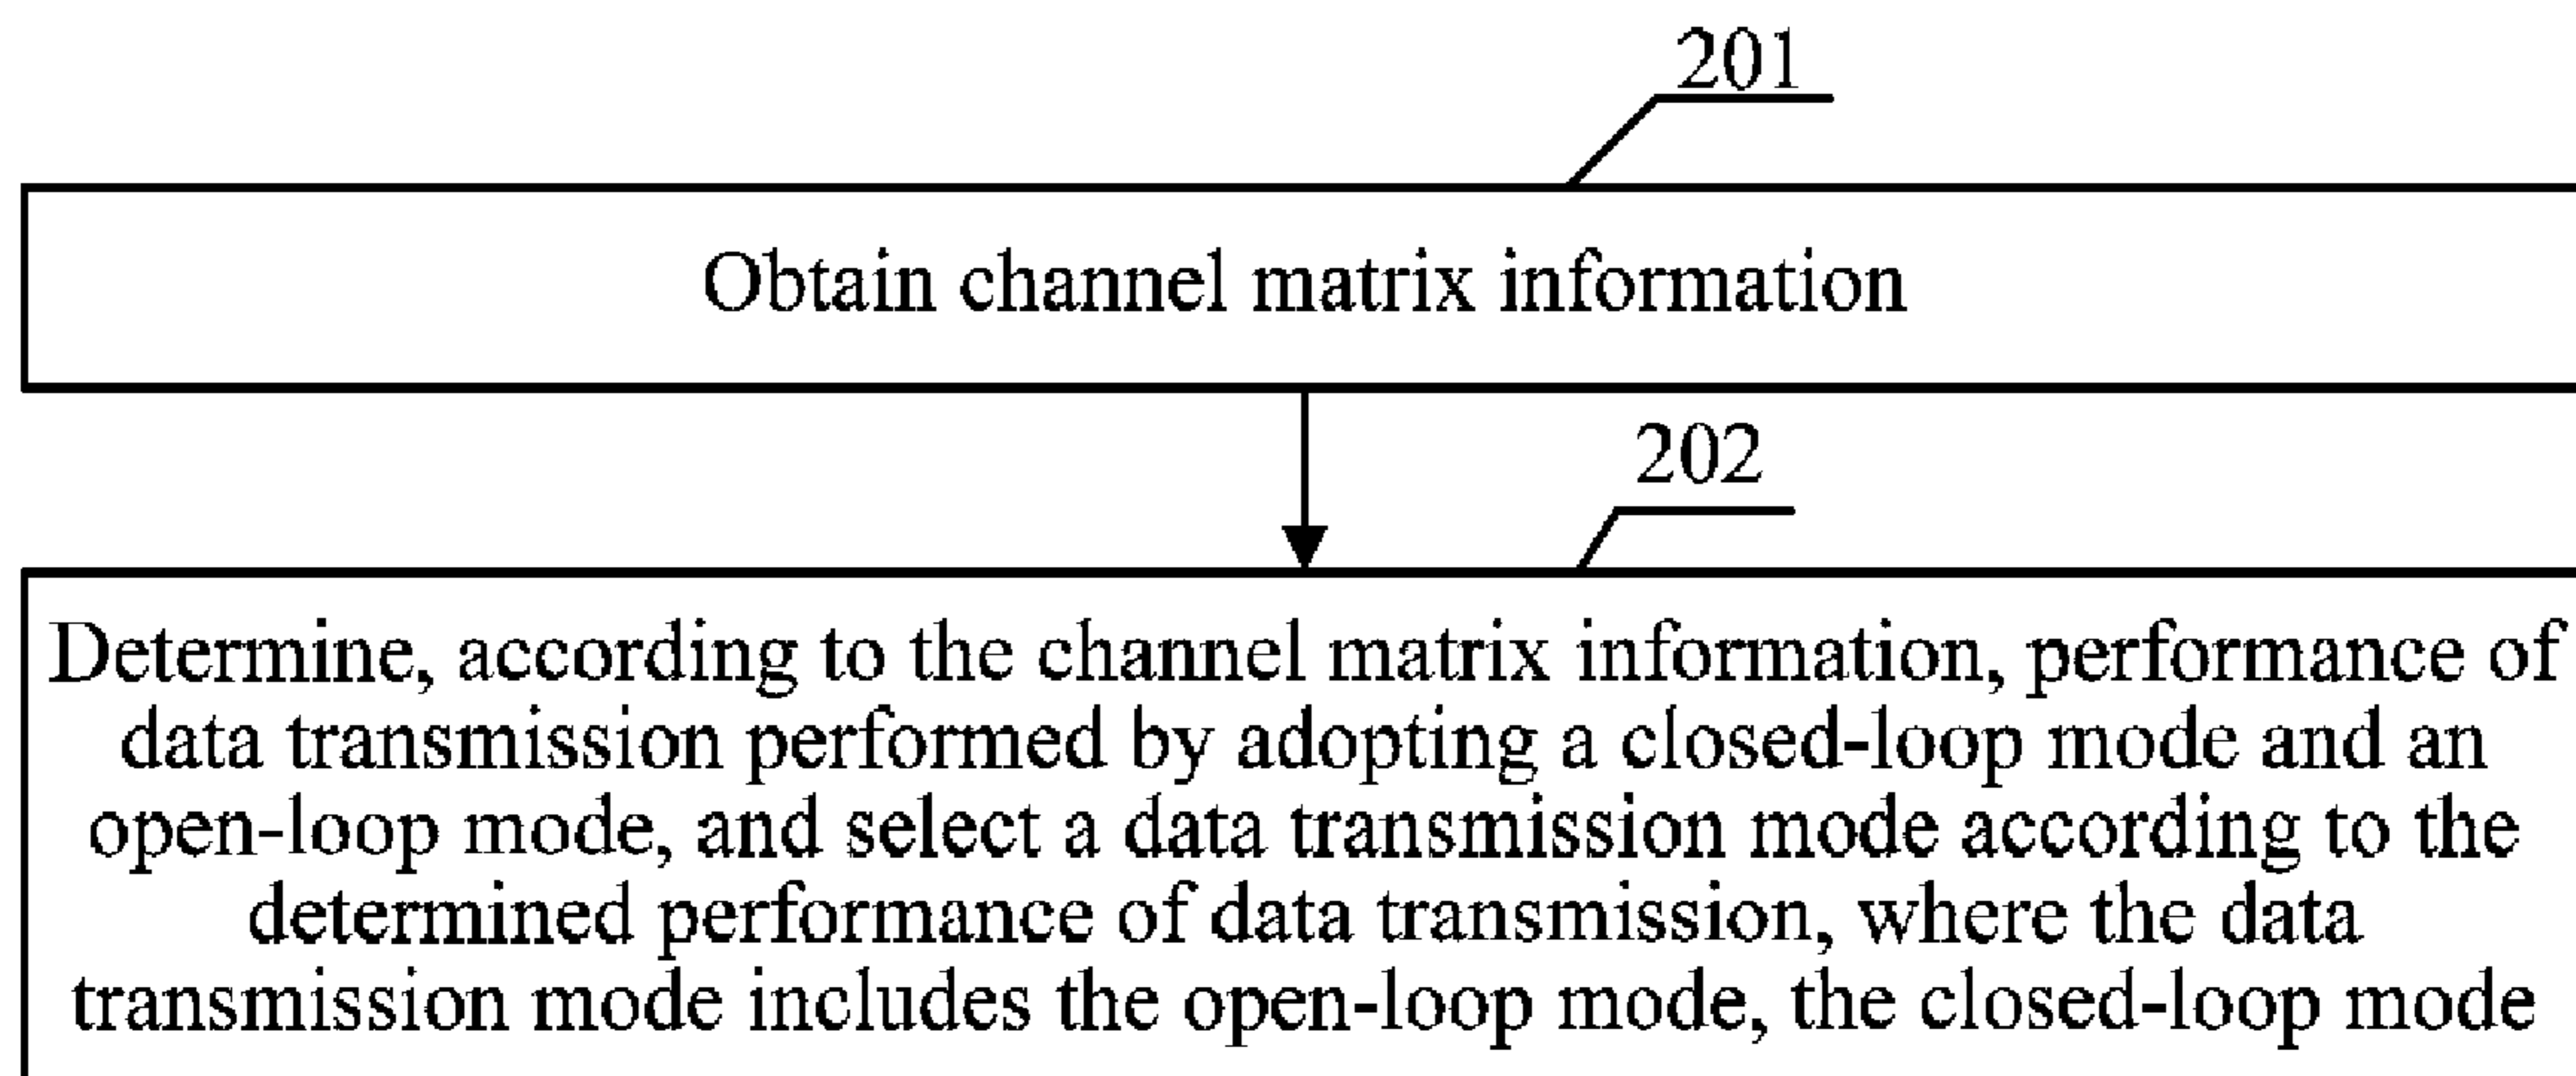 201
Obtain channel matrix information
202
Determine, according to the channel matrix information, performance of
data transmission performed by adopting a closed-loop mode and an
open-loop mode, and select a data transmission mode according to the
determined performance of data transmission, where the data
transmission mode includes the open-loop mode, the closed-loop mode